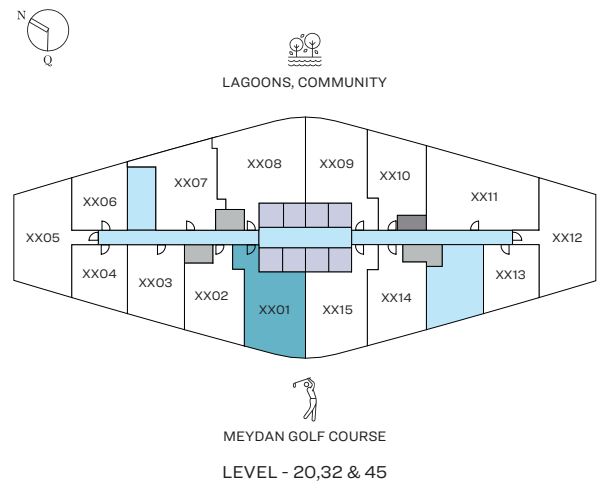 N
Q
LAGOONS, COMMUNITY
XX08
XX09
XX07
XX10
XX06
XX11
XX05
XX12
XX04
XX03
XX13
XX02
XX01
XX15
XX14
MEYDAN GOLF COURSE
LEVEL - 20,32 & 45